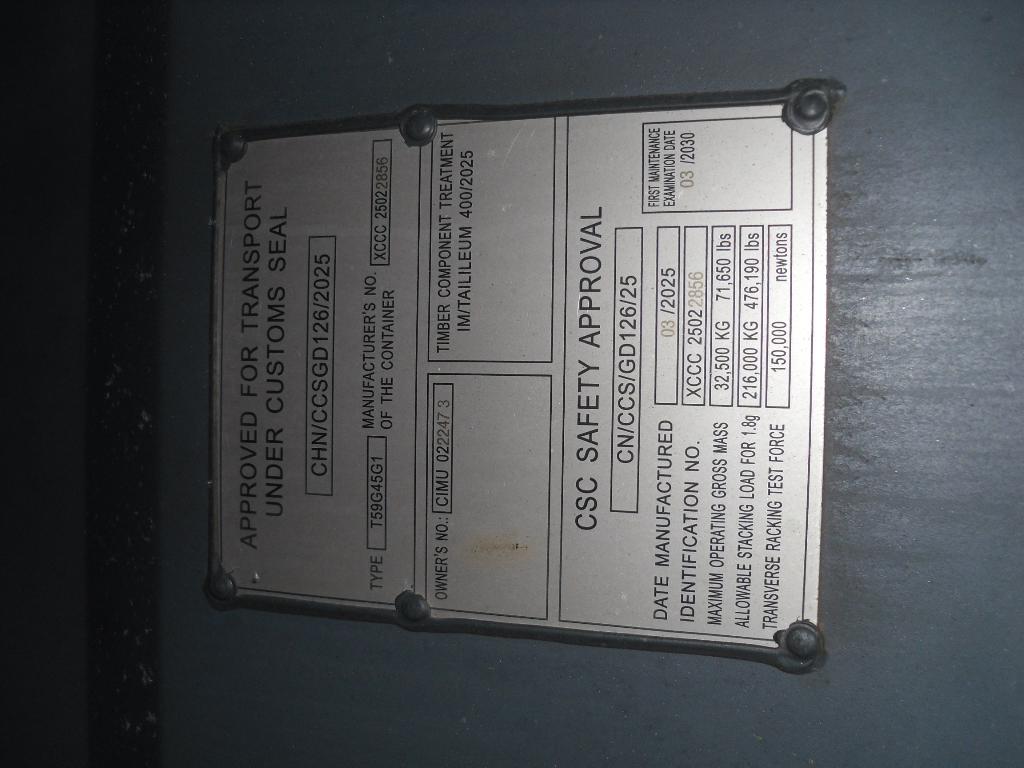 APPROVED FOR TRANSPORT
UNDER CUSTOMS SEAL
CHN/CCSGD126/2025
TYPE T59G45G1 MANUFACTURER'S NO. OF THE CONTAINER XCCC 25022856
OWNER'S NO.: CIMU 022247 3
TIMBER COMPONENT TREATMENT
IM/TAILILEUM 400/2025
CSC SAFETY APPROVAL
CN/CCS/GD126/25
DATE MANUFACTURED 03 /2025
IDENTIFICATION NO. XCCC 25022856
MAXIMUM OPERATING GROSS MASS 32,500 KG 71,650 lbs
ALLOWABLE STACKING LOAD FOR 1.8g 216,000 KG 476,190 lbs
TRANSVERSE RACKING TEST FORCE 150,000 newtons
FIRST MAINTENANCE
EXAMINATION DATE
03 /2030